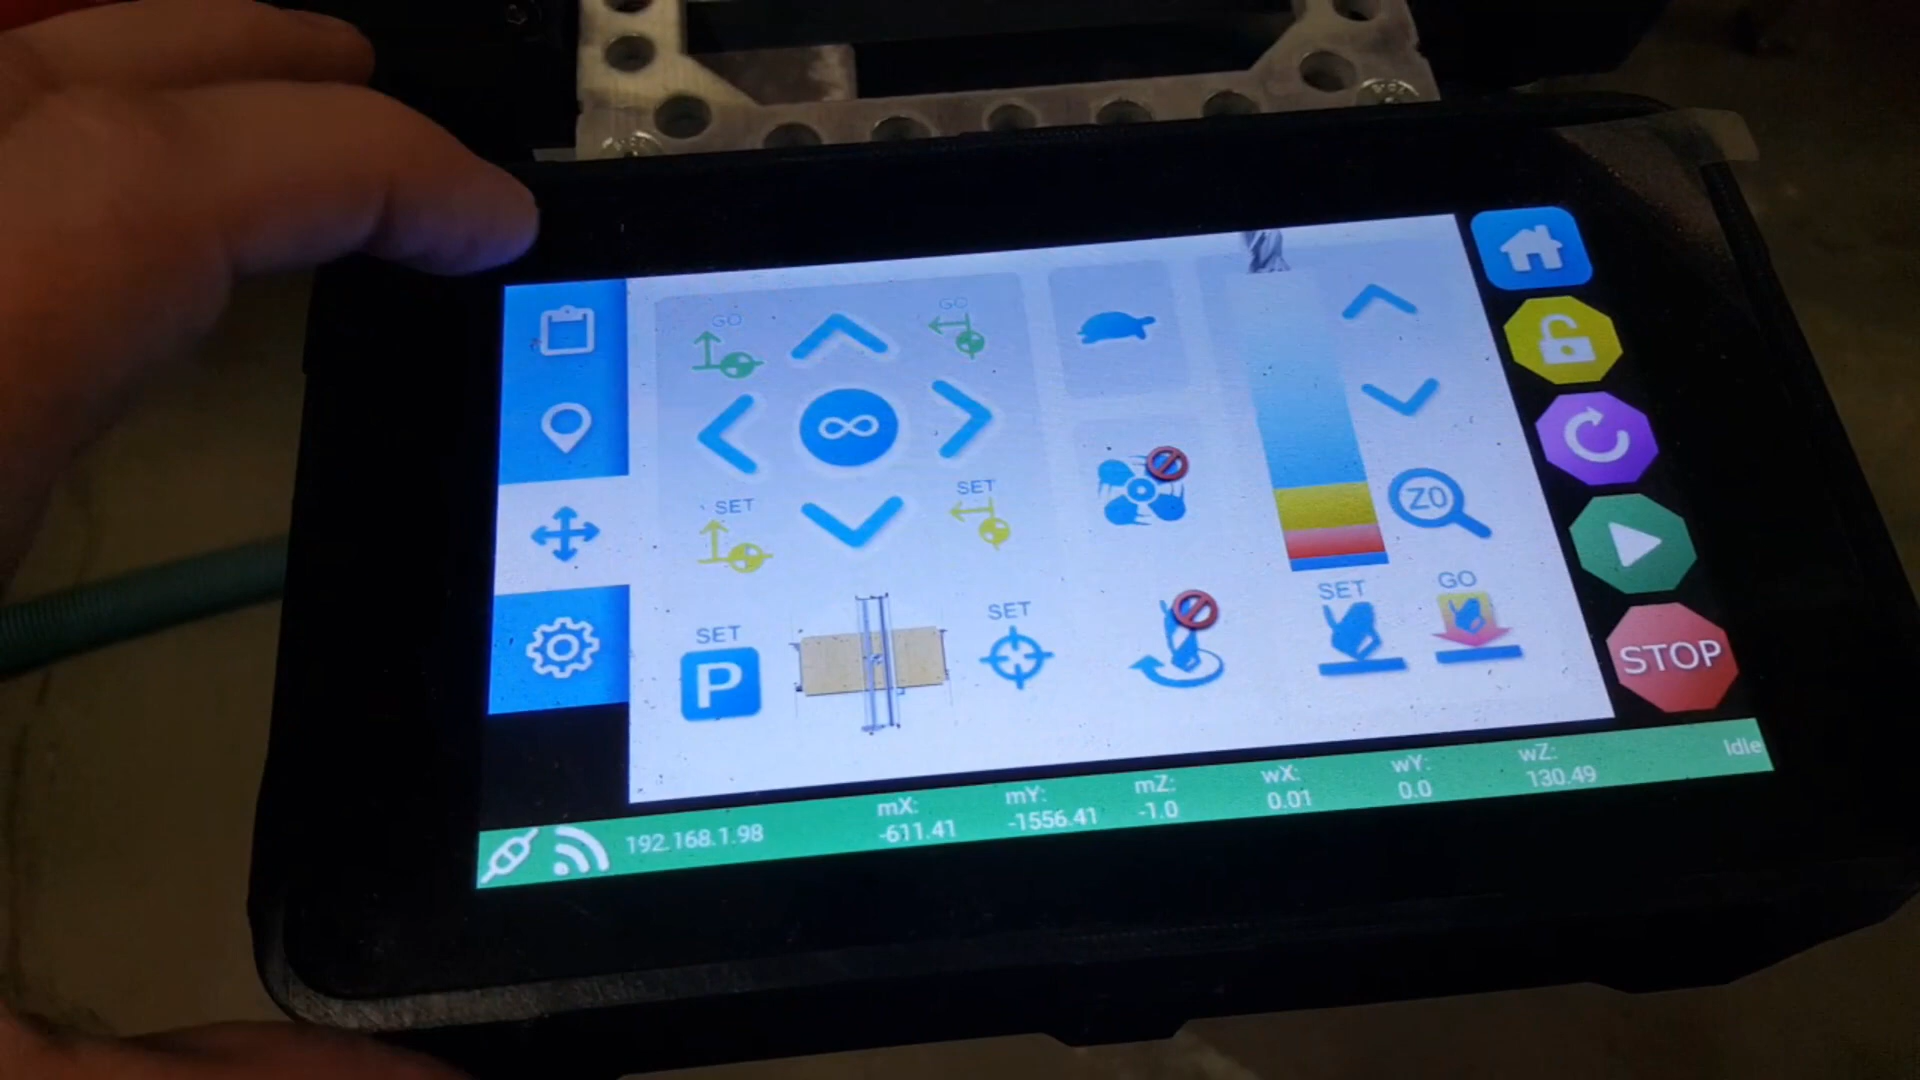 GO
GO
SET
SET
Z0
SET
GO
SET
P
SET
STOP
192.168.1.98
mX:
-611.41
mY:
-1556.41
mZ:
-1.0
wX:
0.01
wY:
0.0
wZ:
130.49
Idle